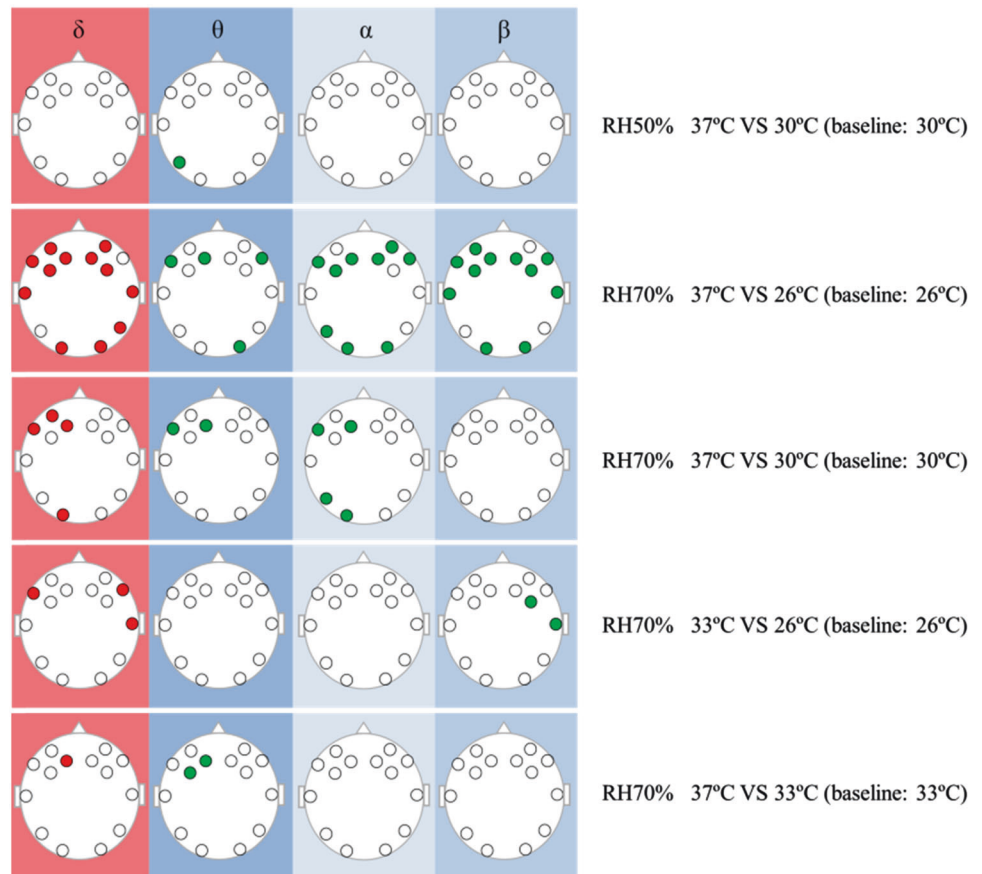 δ θ α β
RH50% 37ºC VS 30ºC (baseline: 30ºC)
RH70% 37ºC VS 26ºC (baseline: 26ºC)
RH70% 37ºC VS 30ºC (baseline: 30ºC)
RH70% 33ºC VS 26ºC (baseline: 26ºC)
RH70% 37ºC VS 33ºC (baseline: 33ºC)